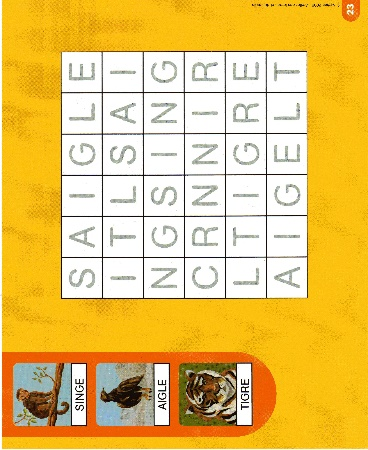 SINGE
AIGLE
TIGRE
S A I G L E
I T L S A I
N G S I N G
C R N N I R
L T I G R E
A I G E L T
23